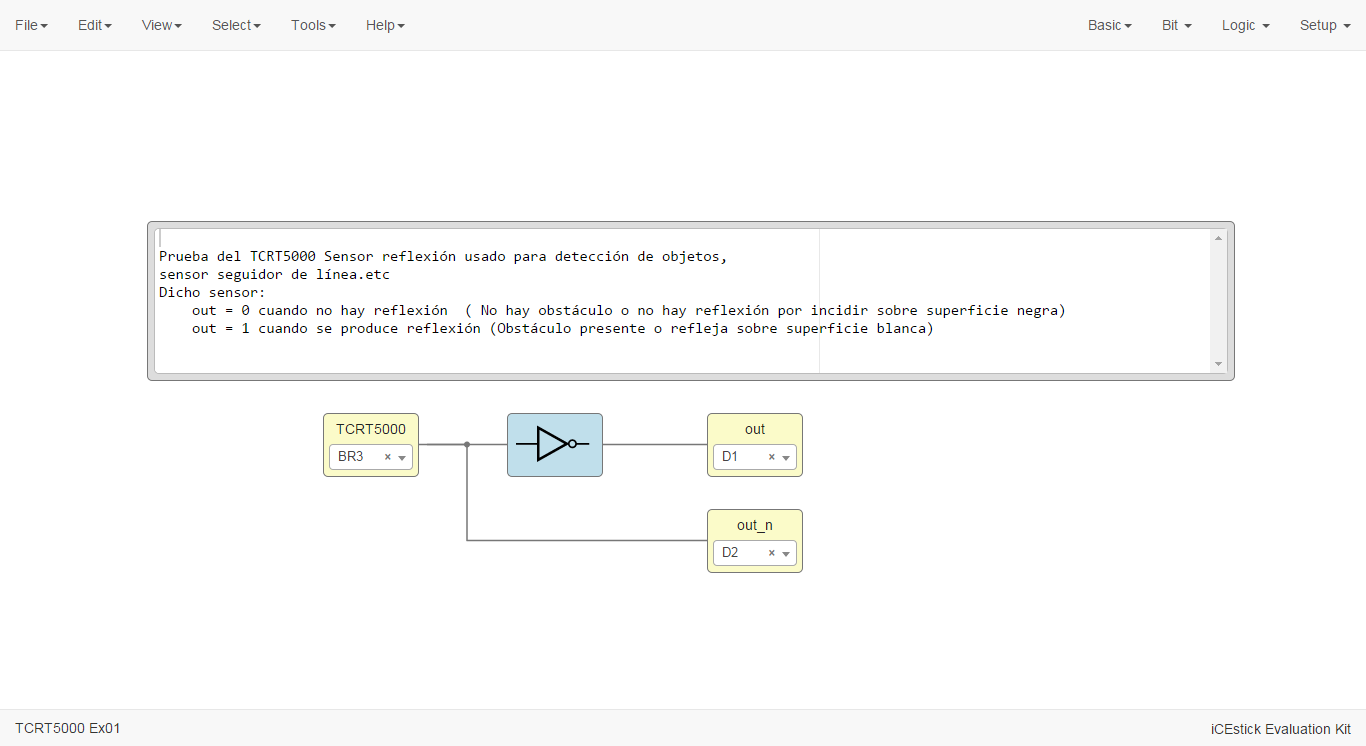 File Edit View Select Tools Help Basic Bit Logic Setup
Prueba del TCRT5000 Sensor reflexión usado para detección de objetos,
sensor seguidor de línea.etc
Dicho sensor:
out = 0 cuando no hay reflexión ( No hay obstáculo o no hay reflexión por incidir sobre superficie negra)
out = 1 cuando se produce reflexión (Obstáculo presente o refleja sobre superficie blanca)
TCRT5000
BR3 ×
out
D1 ×
out_n
D2 ×
TCRT5000 Ex01
iCEstick Evaluation Kit